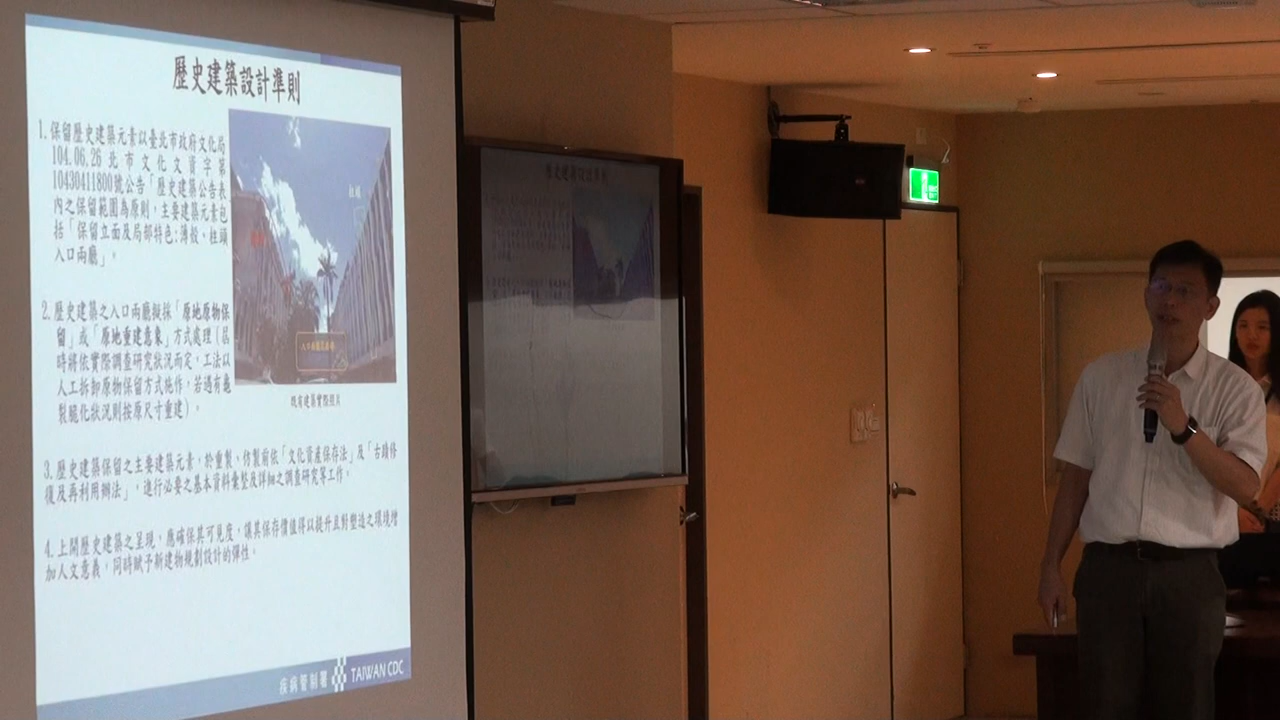 歷史建築設計準則
1. 保留歷史建築元素以臺北市政府文化局
104.06.26 北市文化文資字第
10430411800號公告「歷史建築公告表
內之保留範圍為原則，主要建築元素包
括「保留立面及局部特色:薄殼、柱頭
入口兩廳」。
2. 歷史建築之入口兩廳擬採「原地原物保
留」或「原地重建意象」方式處理（屆
時將依實際調查研究狀況而定，工法以
人工拆卸原物保留方式施作，若遇有龜
製脆化狀況則按原尺寸重建）。
既有建築實際照片
3. 歷史建築保留之主要建築元素，於重製、仿製前依「文化資產保存法」及「古蹟修
復及再利用辦法」，進行必要之基本資料彙整及詳細之調查研究等工作。
4. 上開歷史建築之呈現，應確保其可見度，讓其保存價值得以提升且對塑造之環境增
加人文意義，同時賦予新建物規劃設計的彈性。
疾病管制署 TAIWAN CDC